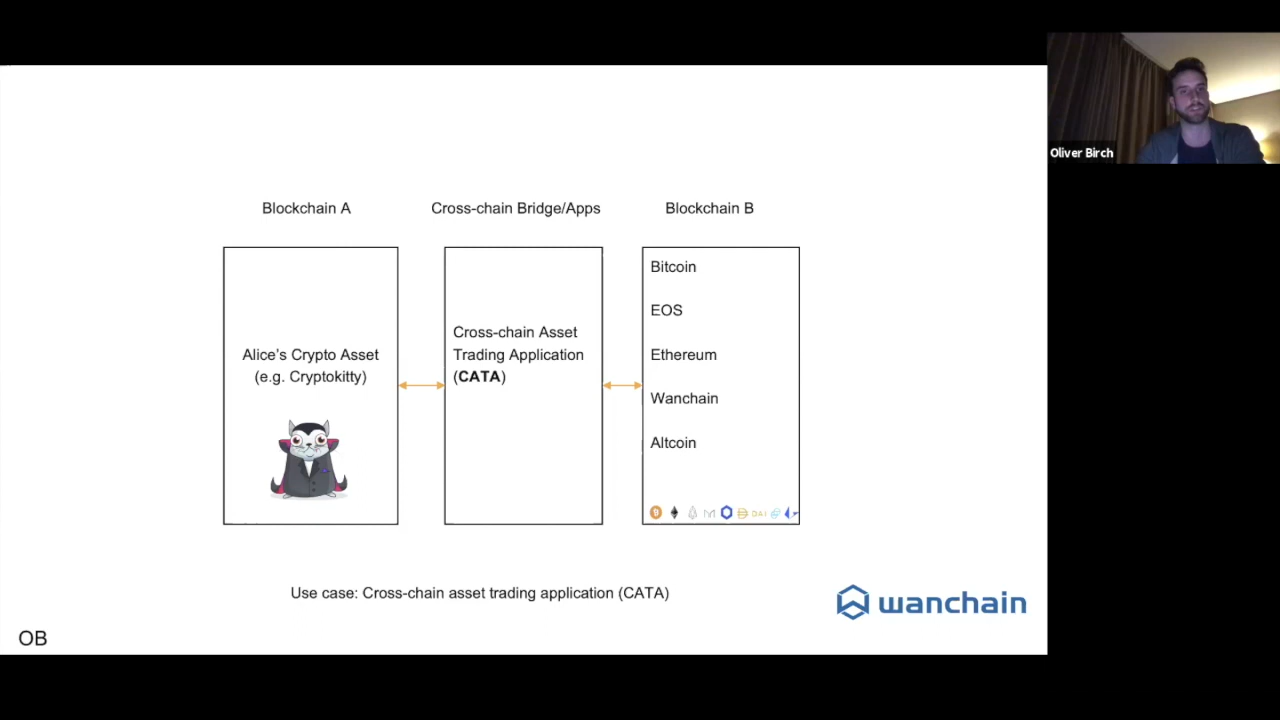 Oliver Birch
Blockchain A
Cross-chain Bridge/Apps
Blockchain B
Alice's Crypto Asset
(e.g. Cryptokitty)
Cross-chain Asset
Trading Application
(CATA)
Bitcoin
EOS
Ethereum
Wanchain
Altcoin
DAI
Use case: Cross-chain asset trading application (CATA)
wanchain
OB